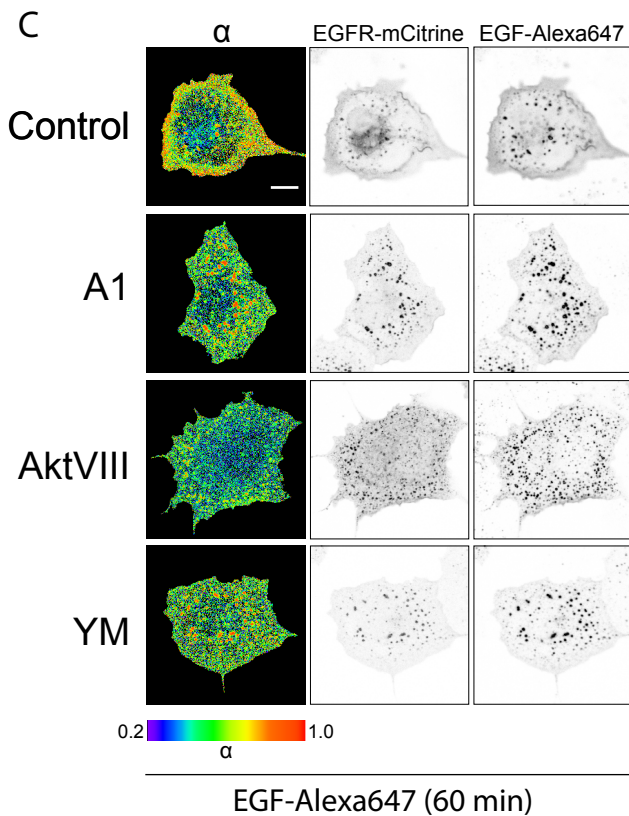 C
α EGFR-mCitrine EGF-Alexa647
Control
A1
AktVIII
YM
0.2 1.0
α
EGF-Alexa647 (60 min)